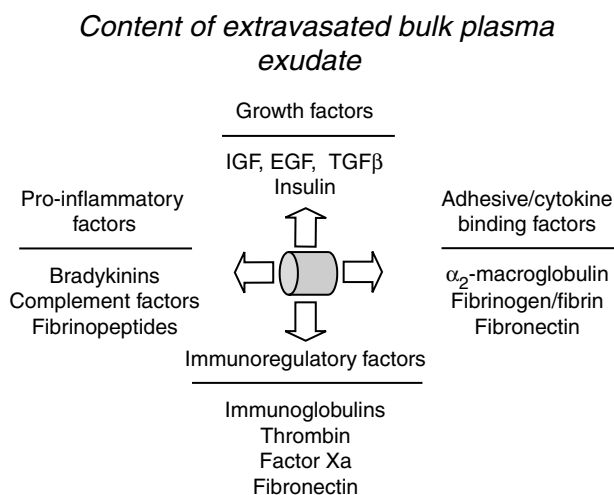 Content of extravasated bulk plasma
exudate
Growth factors
IGF, EGF, TGFβ
Insulin
Pro-inflammatory
factors
Bradykinins
Complement factors
Fibrinopeptides
Adhesive/cytokine
binding factors
α₂-macroglobulin
Fibrinogen/fibrin
Fibronectin
Immunoregulatory factors
Immunoglobulins
Thrombin
Factor Xa
Fibronectin